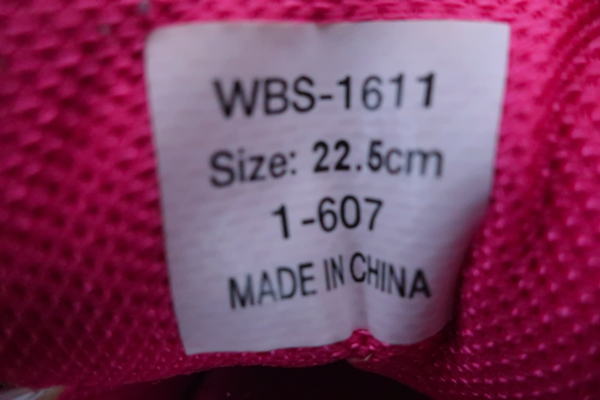 WBS-1611
Size: 22.5cm
1-607
MADE IN CHINA